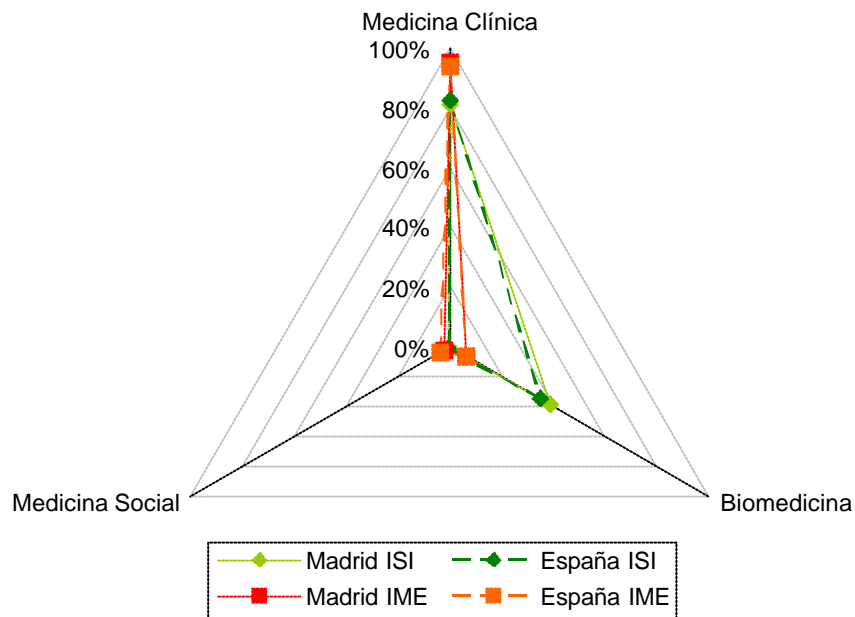 Medicina Clínica
100%
80%
60%
40%
20%
0%
Medicina Social
Biomedicina
Madrid ISI
España ISI
Madrid IME
España IME